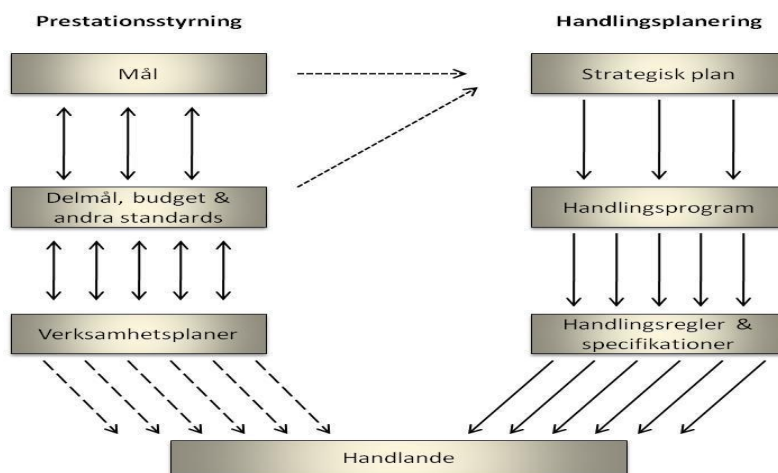 Prestationsstyrning
Handlingsplanering
Mål
Strategisk plan
Delmål, budget &
andra standards
Handlingsprogram
Verksamhetsplaner
Handlingsregler &
specifikationer
Handlande